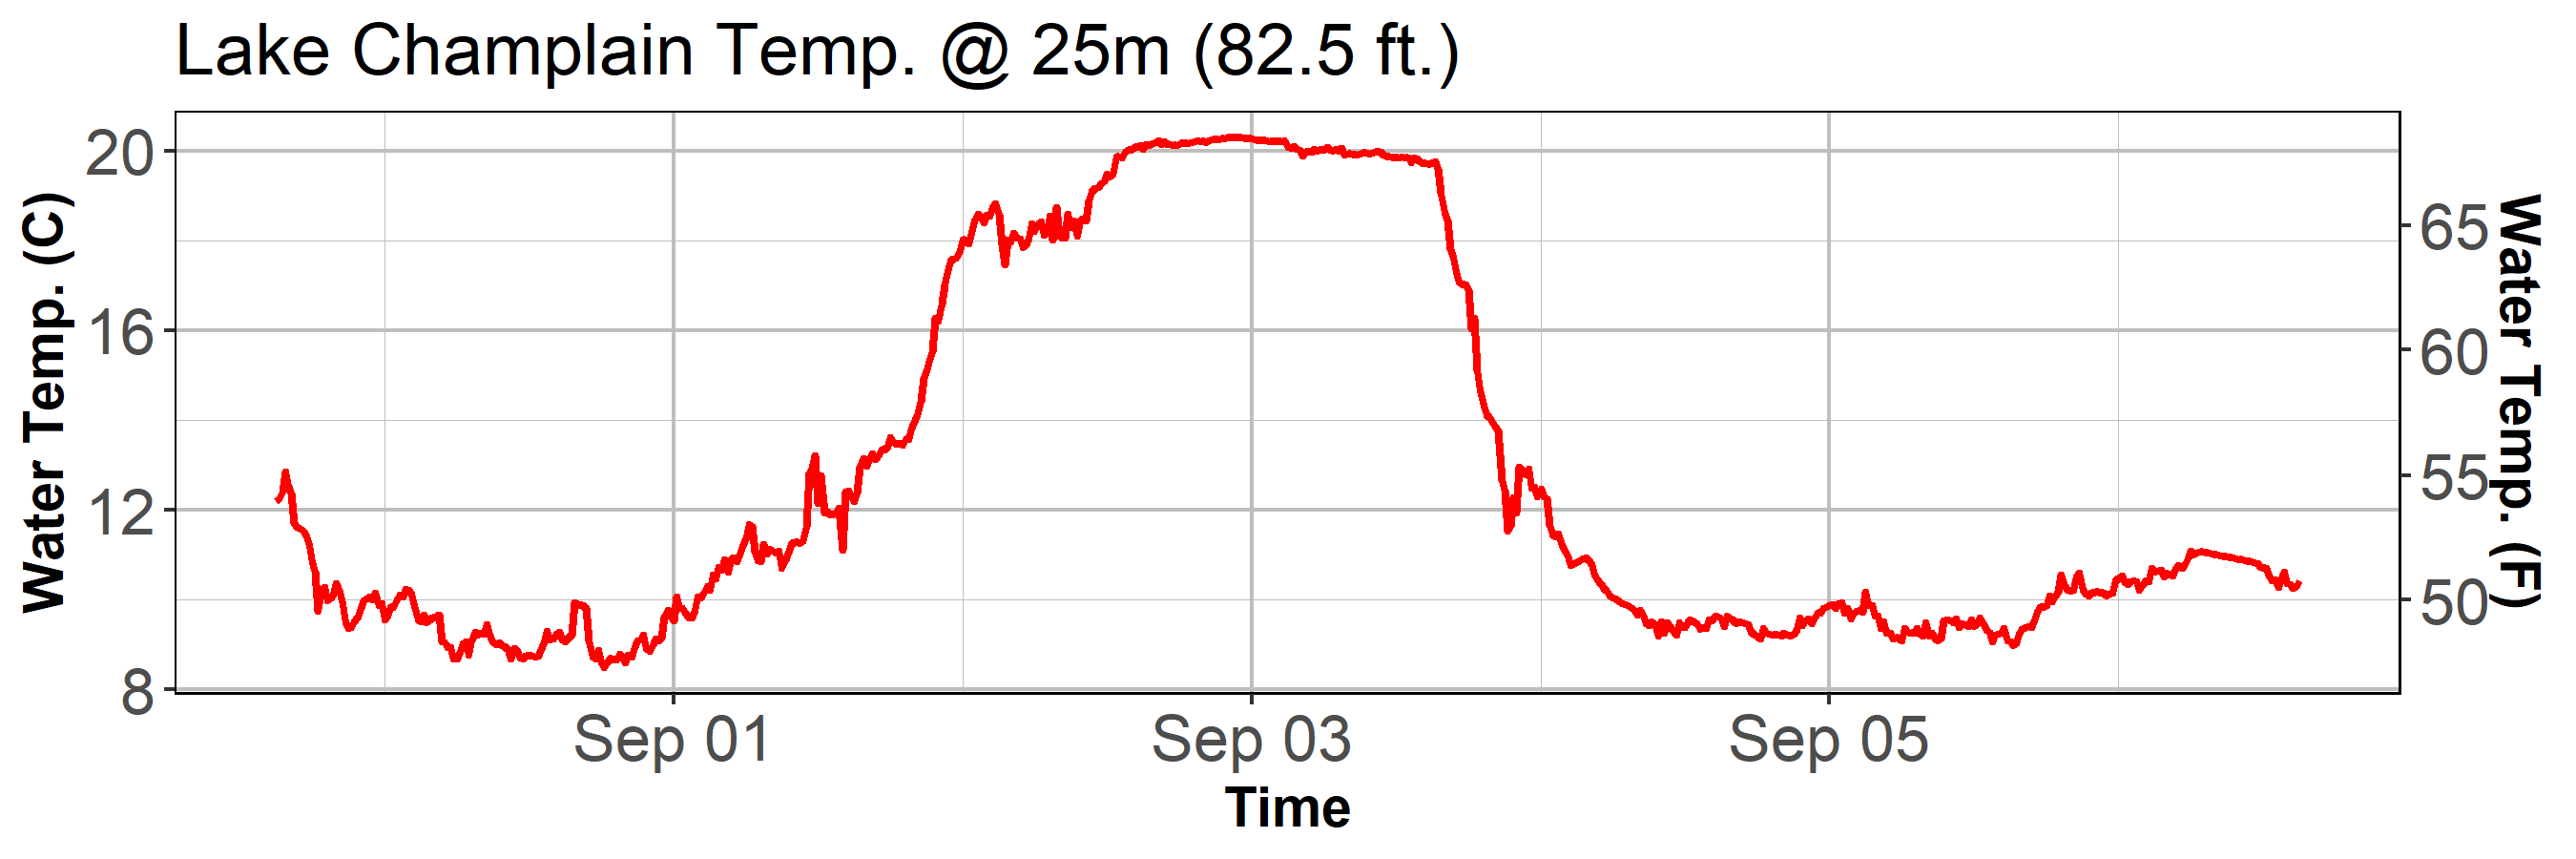 Lake Champlain Temp. @ 25m (82.5 ft.)
Water Temp. (C)
20
16
12
8
65
60
55
50
Water Temp. (F)
Sep 01
Sep 03
Sep 05
Time